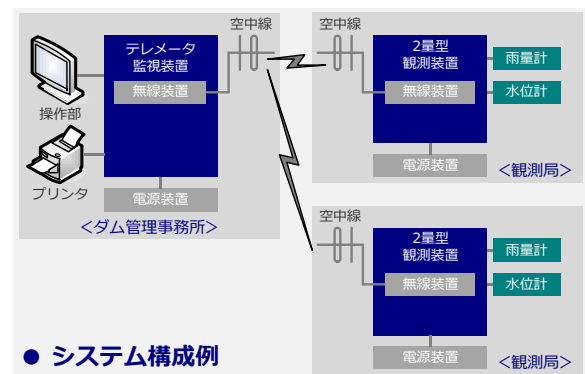 空中線
テレメータ
監視装置
無線装置
操作部
プリンタ
電源装置
<ダム管理事務所>
空中線
2量型
観測装置
無線装置
雨量計
水位計
電源装置
<観測局>
空中線
2量型
観測装置
無線装置
雨量計
水位計
電源装置
<観測局>
● システム構成例